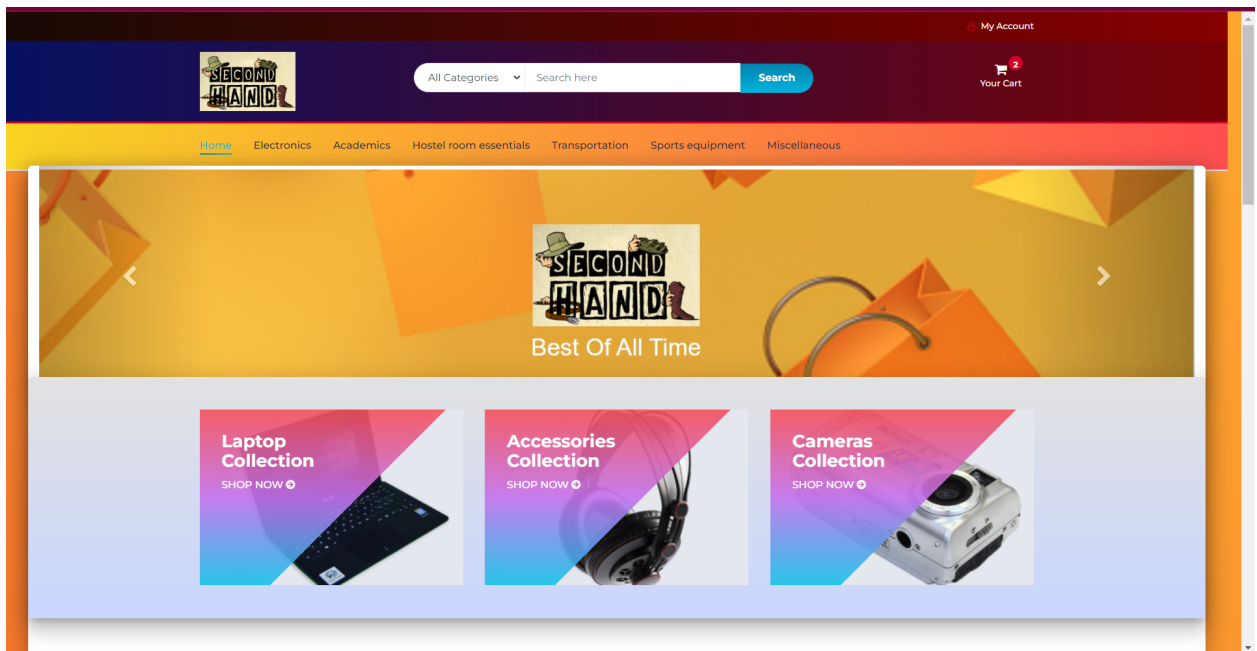 My Account
SECOND
HAND
All Categories
Search here
Search
2
Your Cart
Home Electronics Academics Hostel room essentials Transportation Sports equipment Miscellaneous
SECOND
HAND
Best Of All Time
Laptop
Collection
SHOP NOW
Accessories
Collection
SHOP NOW
Cameras
Collection
SHOP NOW